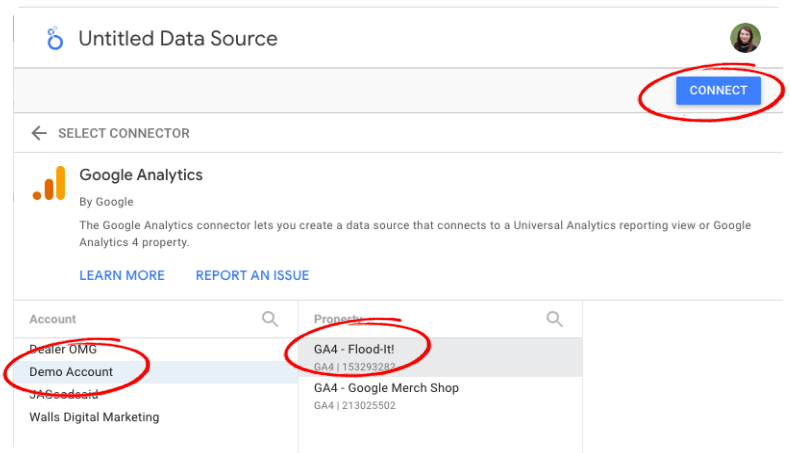 Untitled Data Source
CONNECT
SELECT CONNECTOR
Google Analytics
By Google
The Google Analytics connector lets you create a data source that connects to a Universal Analytics reporting view or Google
Analytics 4 property.
LEARN MORE REPORT AN ISSUE
Account
Dealer OMG
Demo Account
JAGoodsaid
Walls Digital Marketing
Property
GA4 - Flood-It!
GA4 | 153293282
GA4 - Google Merch Shop
GA4 | 213025502